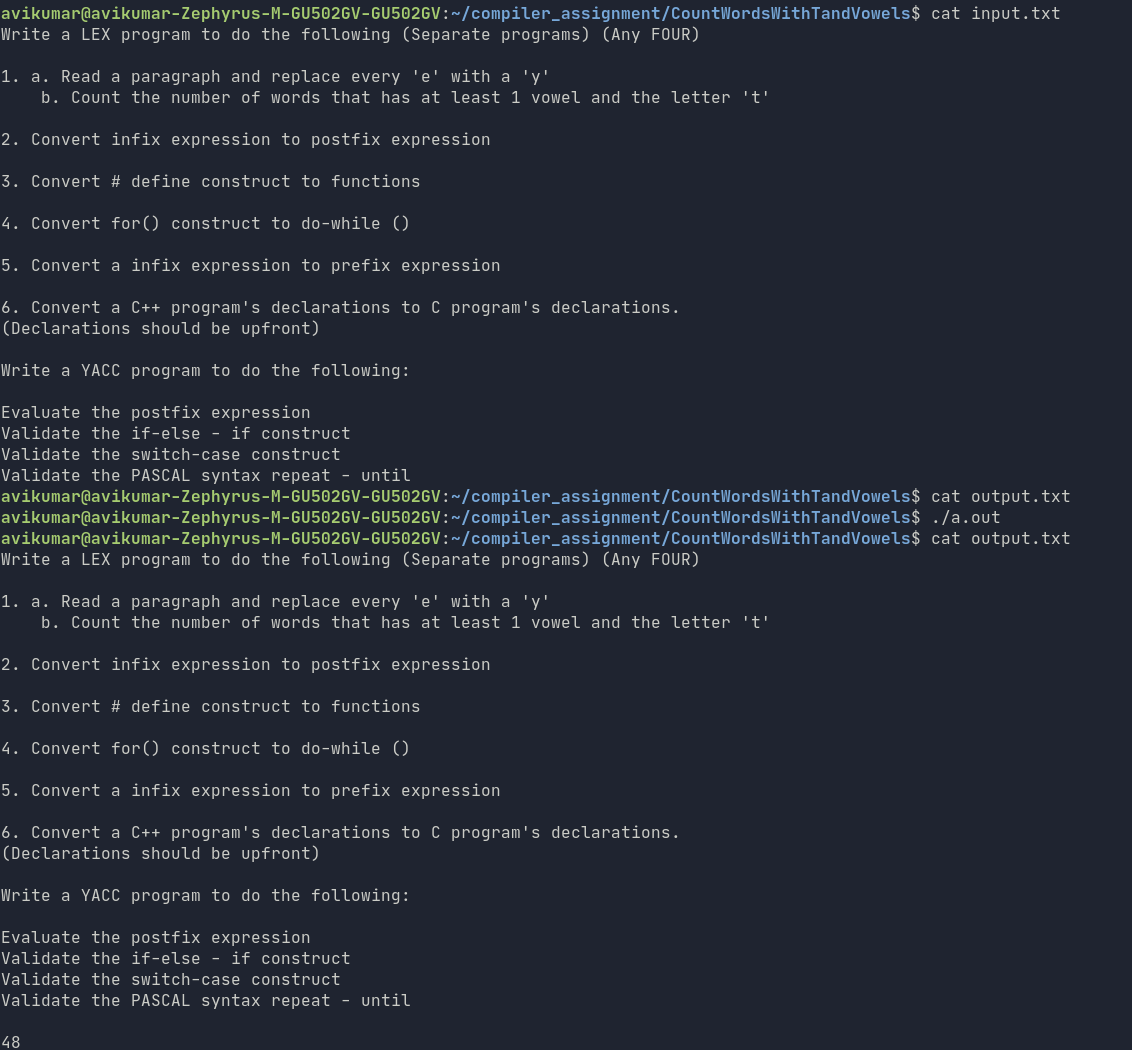 avikumar@avikumar-Zephyrus-M-GU502GV-GU502GV:~/compiler_assignment/CountWordsWithTandVowels$ cat input.txt
Write a LEX program to do the following (Separate programs) (Any FOUR)

1. a. Read a paragraph and replace every 'e' with a 'y'
    b. Count the number of words that has at least 1 vowel and the letter 't'

2. Convert infix expression to postfix expression

3. Convert # define construct to functions

4. Convert for() construct to do-while ()

5. Convert a infix expression to prefix expression

6. Convert a C++ program's declarations to C program's declarations.
(Declarations should be upfront)

Write a YACC program to do the following:

Evaluate the postfix expression
Validate the if-else - if construct
Validate the switch-case construct
Validate the PASCAL syntax repeat - until
avikumar@avikumar-Zephyrus-M-GU502GV-GU502GV:~/compiler_assignment/CountWordsWithTandVowels$ cat output.txt
avikumar@avikumar-Zephyrus-M-GU502GV-GU502GV:~/compiler_assignment/CountWordsWithTandVowels$ ./a.out
avikumar@avikumar-Zephyrus-M-GU502GV-GU502GV:~/compiler_assignment/CountWordsWithTandVowels$ cat output.txt
Write a LEX program to do the following (Separate programs) (Any FOUR)

1. a. Read a paragraph and replace every 'e' with a 'y'
    b. Count the number of words that has at least 1 vowel and the letter 't'

2. Convert infix expression to postfix expression

3. Convert # define construct to functions

4. Convert for() construct to do-while ()

5. Convert a infix expression to prefix expression

6. Convert a C++ program's declarations to C program's declarations.
(Declarations should be upfront)

Write a YACC program to do the following:

Evaluate the postfix expression
Validate the if-else - if construct
Validate the switch-case construct
Validate the PASCAL syntax repeat - until

48